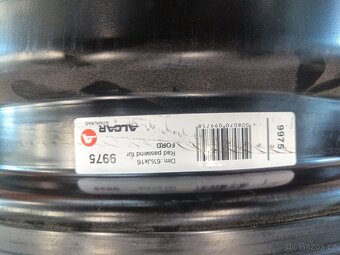 ALCAR
STAHLRAD
9975
Dim. 6½Jx16
Rad passend für
FORD
9975